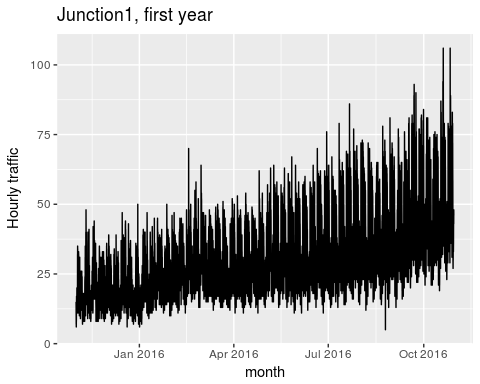 Junction1, first year
100
75
50
25
0
Hourly traffic
Jan 2016 Apr 2016 Jul 2016 Oct 2016
month